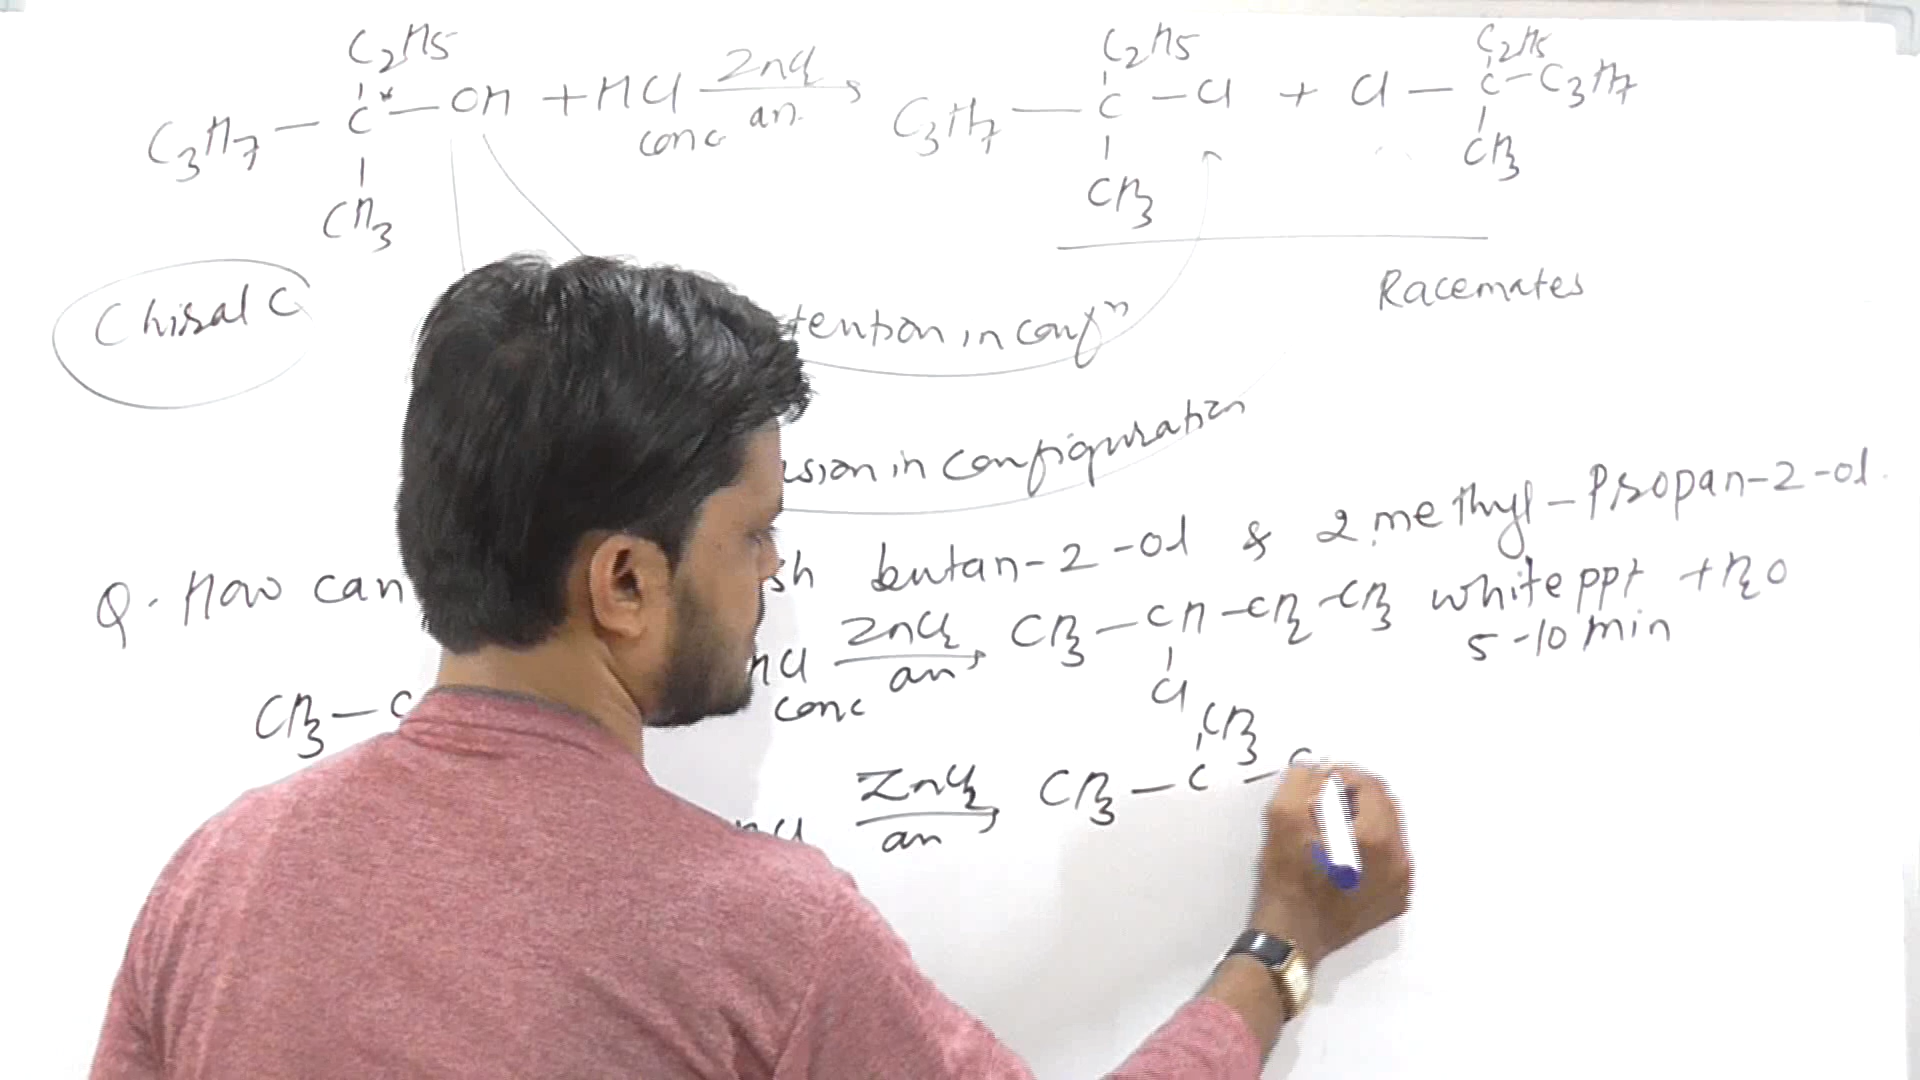 C2H5 C2H5 C2H5
C3H7 — C* — OH + HCl ZnCl2 C3H7 — C — Cl + Cl — C — C3H7
conc an.
CH3 CH3 CH3
Chiral C Racemates
tention in confn
sion in configuration
Q. How can sh butan-2-ol & 2 methyl-Propan-2-ol.
ZnCl2 CH3 — CH — CH2 — CH3 white ppt + H2O
CH3 — C HCl an 5-10 min
conc Cl
CH3
ZnCl2 CH3 — C —
HCl an